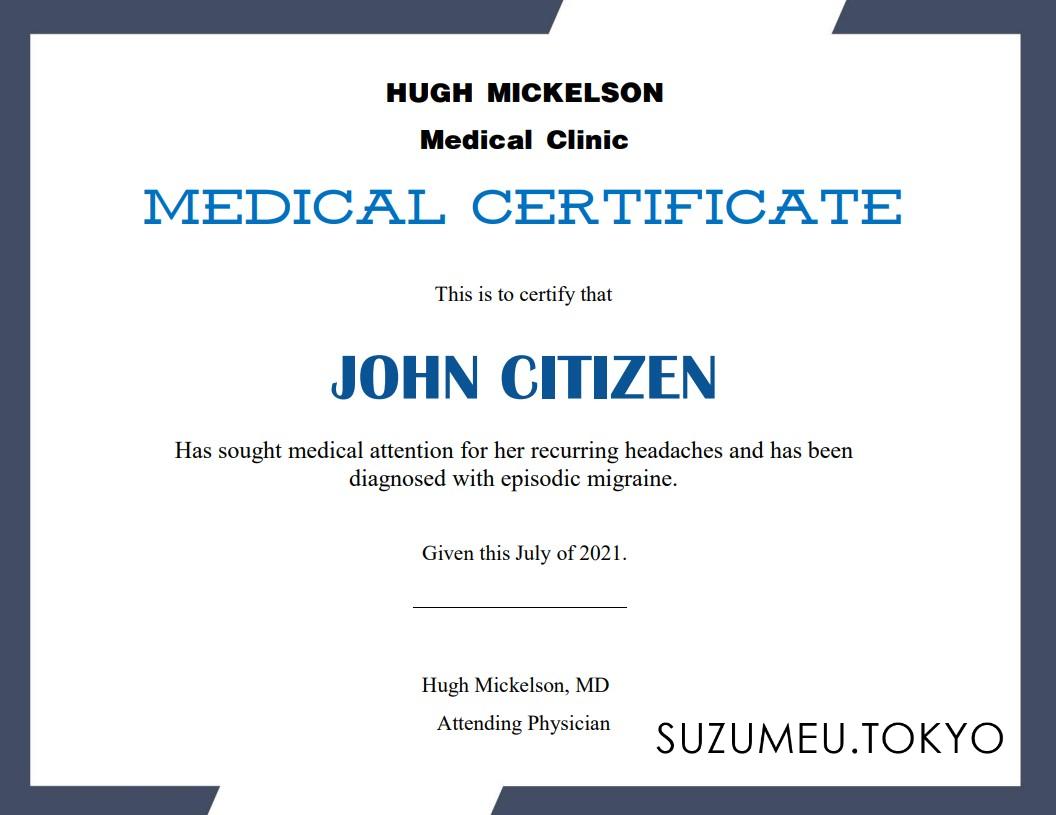 HUGH MICKELSON
Medical Clinic
MEDICAL CERTIFICATE
This is to certify that
JOHN CITIZEN
Has sought medical attention for her recurring headaches and has been
diagnosed with episodic migraine.
Given this July of 2021.
Hugh Mickelson, MD
Attending Physician
SUZUMEU.TOKYO